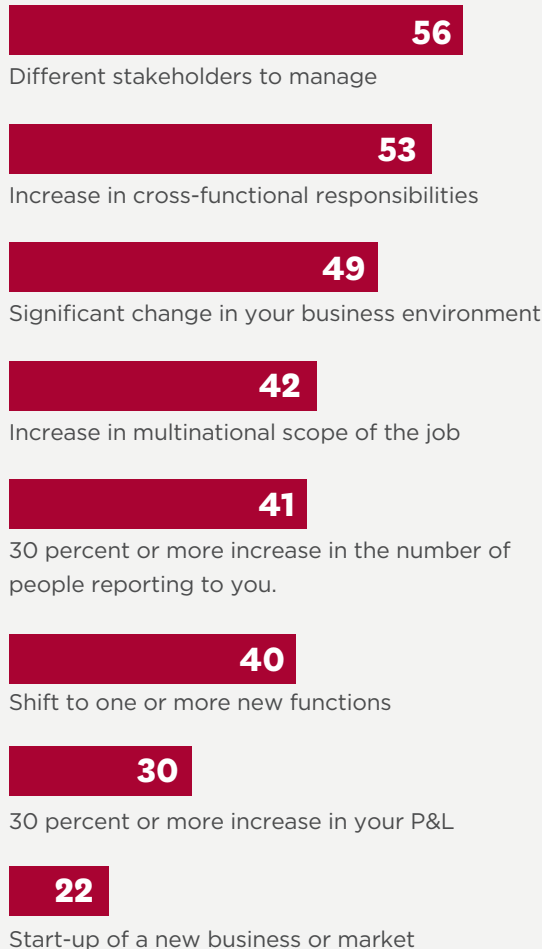 56
Different stakeholders to manage
53
Increase in cross-functional responsibilities
49
Significant change in your business environment
42
Increase in multinational scope of the job
41
30 percent or more increase in the number of
people reporting to you.
40
Shift to one or more new functions
30
30 percent or more increase in your P&L
22
Start-up of a new business or market